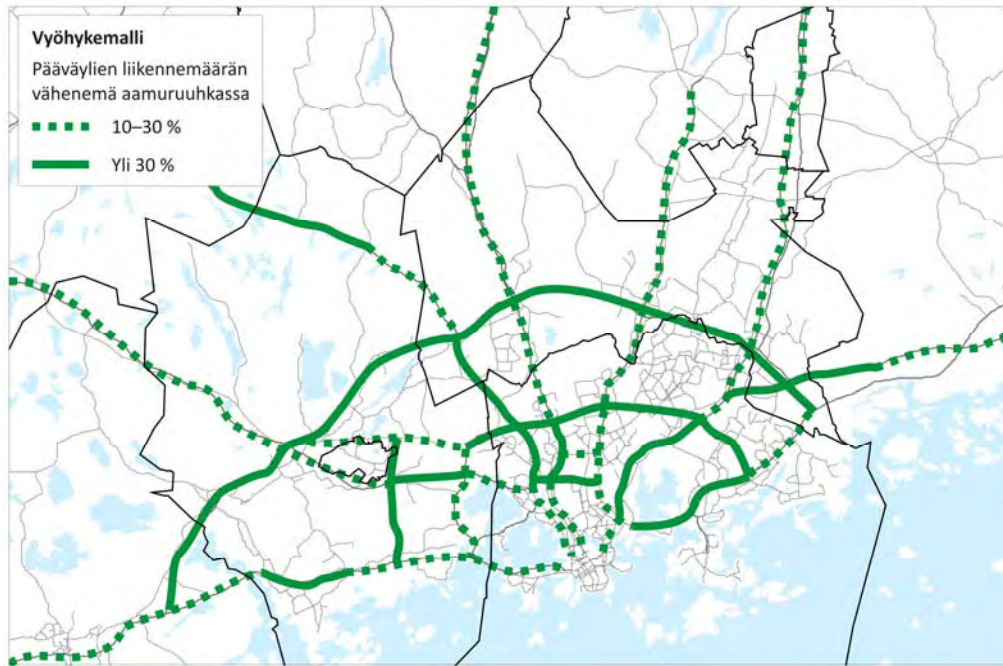 Vyöhykemalli
Pääväylien liikennemäärän
vähenemä aamuruuhkassa
10–30 %
Yli 30 %